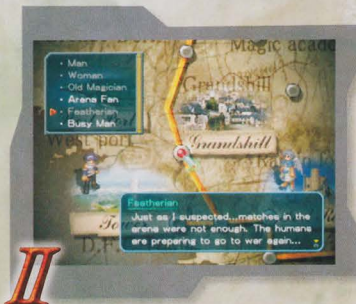 Magic acade
• Man
• Woman
• Old Magician
• Arena Fan
Featherian
• Busy Man
Grandshill
West port
Grandshill
Featherian
Just as I suspected...matches in the
arena were not enough. The humans
are preparing to go to war again...
II